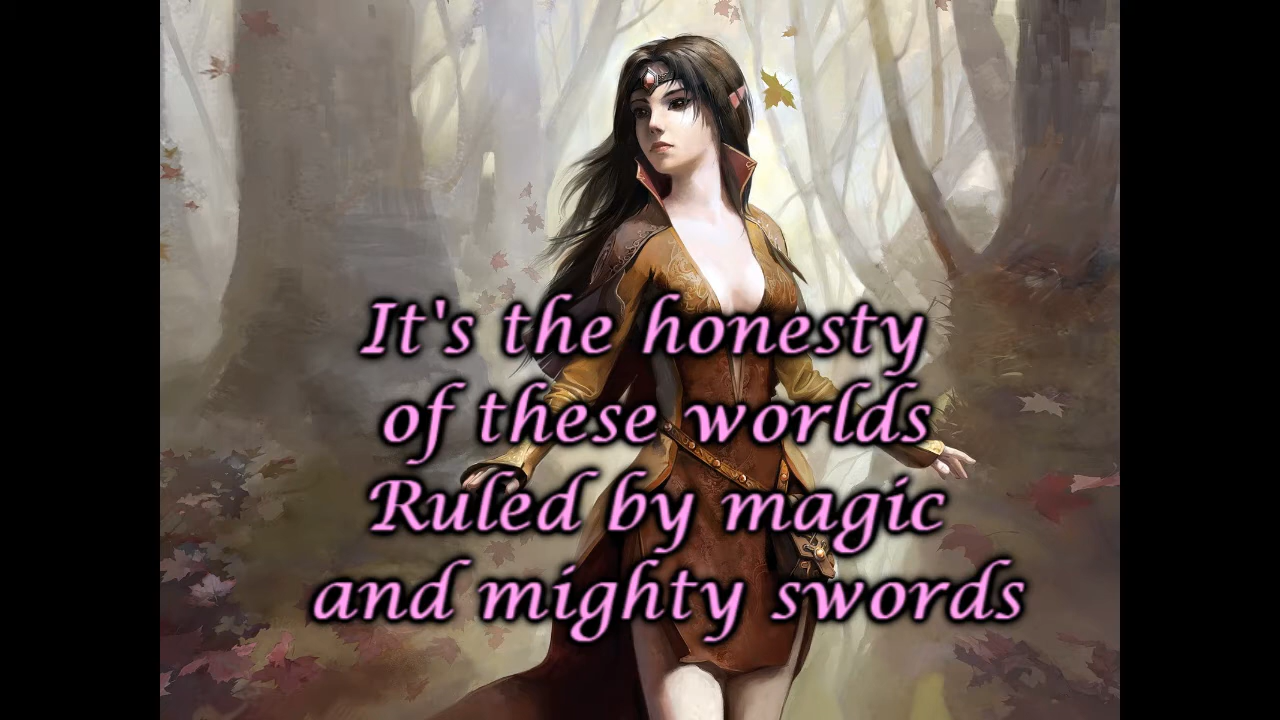 It's the honesty
of these worlds
Ruled by magic
and mighty swords